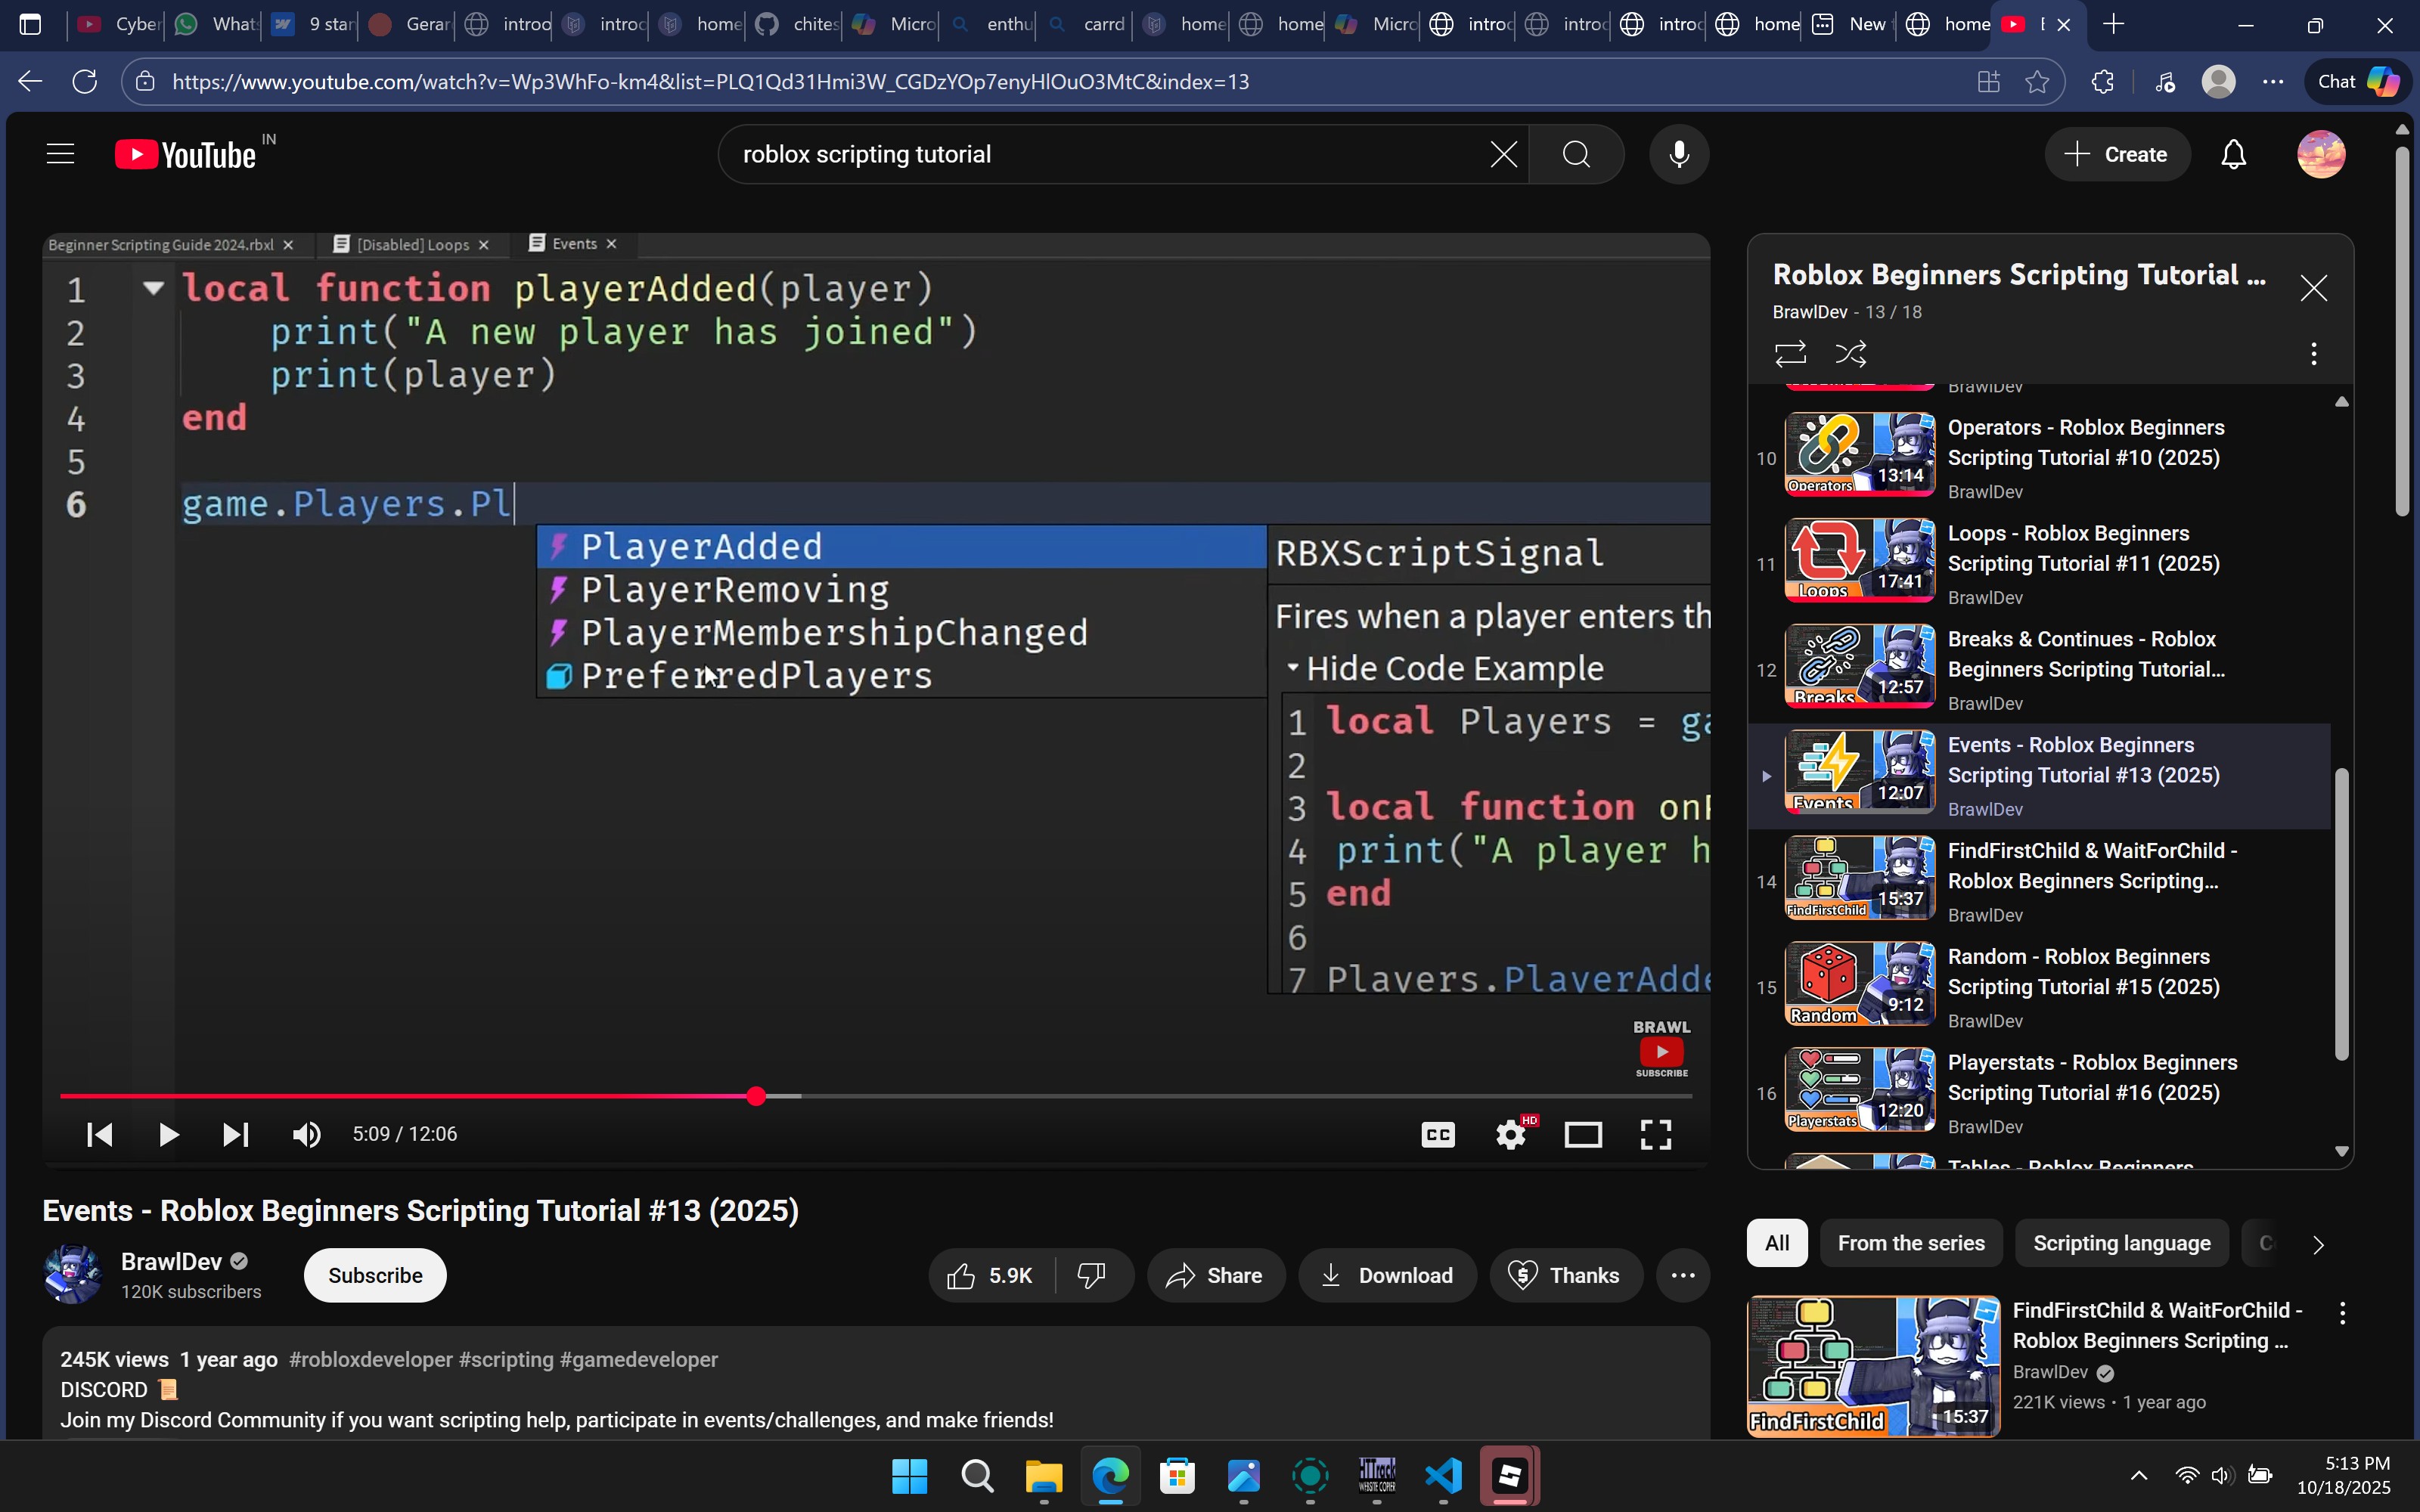 Cyber
What
9 star
Gerar
introd
introd
home
chites
Micro
enthu
carrd
home
home
Micro
introd
introd
introd
home
New
home
https://www.youtube.com/watch?v=Wp3WhFo-km4&list=PLQ1Qd31Hmi3W_CGDzYOp7enyHlOuO3MtC&index=13
Chat
YouTube IN
roblox scripting tutorial
Create
Beginner Scripting Guide 2024.rbxl
[Disabled] Loops
Events
1 local function playerAdded(player)
2 print("A new player has joined")
3 print(player)
4 end
5
6 game.Players.Pl
PlayerAdded
PlayerRemoving
PlayerMembershipChanged
PreferredPlayers
RBXScriptSignal
Fires when a player enters th
Hide Code Example
1 local Players = ga
2
3 local function onP
4 print("A player h
5 end
6
7 Players.PlayerAdde
BRAWL
SUBSCRIBE
5:09 / 12:06
CC
HD
Roblox Beginners Scripting Tutorial ...
BrawlDev - 13 / 18
BrawlDev
10
Operators
13:14
Operators - Roblox Beginners
Scripting Tutorial #10 (2025)
BrawlDev
11
Loops
17:41
Loops - Roblox Beginners
Scripting Tutorial #11 (2025)
BrawlDev
12
Breaks
12:57
Breaks & Continues - Roblox
Beginners Scripting Tutorial...
BrawlDev
Events
12:07
Events - Roblox Beginners
Scripting Tutorial #13 (2025)
BrawlDev
14
FindFirstChild
15:37
FindFirstChild & WaitForChild -
Roblox Beginners Scripting...
BrawlDev
15
Random
9:12
Random - Roblox Beginners
Scripting Tutorial #15 (2025)
BrawlDev
16
Playerstats
12:20
Playerstats - Roblox Beginners
Scripting Tutorial #16 (2025)
BrawlDev
Tables - Roblox Beginners
Events - Roblox Beginners Scripting Tutorial #13 (2025)
BrawlDev
120K subscribers
Subscribe
5.9K
Share
Download
Thanks
245K views 1 year ago #robloxdeveloper #scripting #gamedeveloper
DISCORD
Join my Discord Community if you want scripting help, participate in events/challenges, and make friends!
All
From the series
Scripting language
FindFirstChild
15:37
FindFirstChild & WaitForChild -
Roblox Beginners Scripting ...
BrawlDev
221K views • 1 year ago
HTTrack
WEBSITE COPIER
5:13 PM
10/18/2025